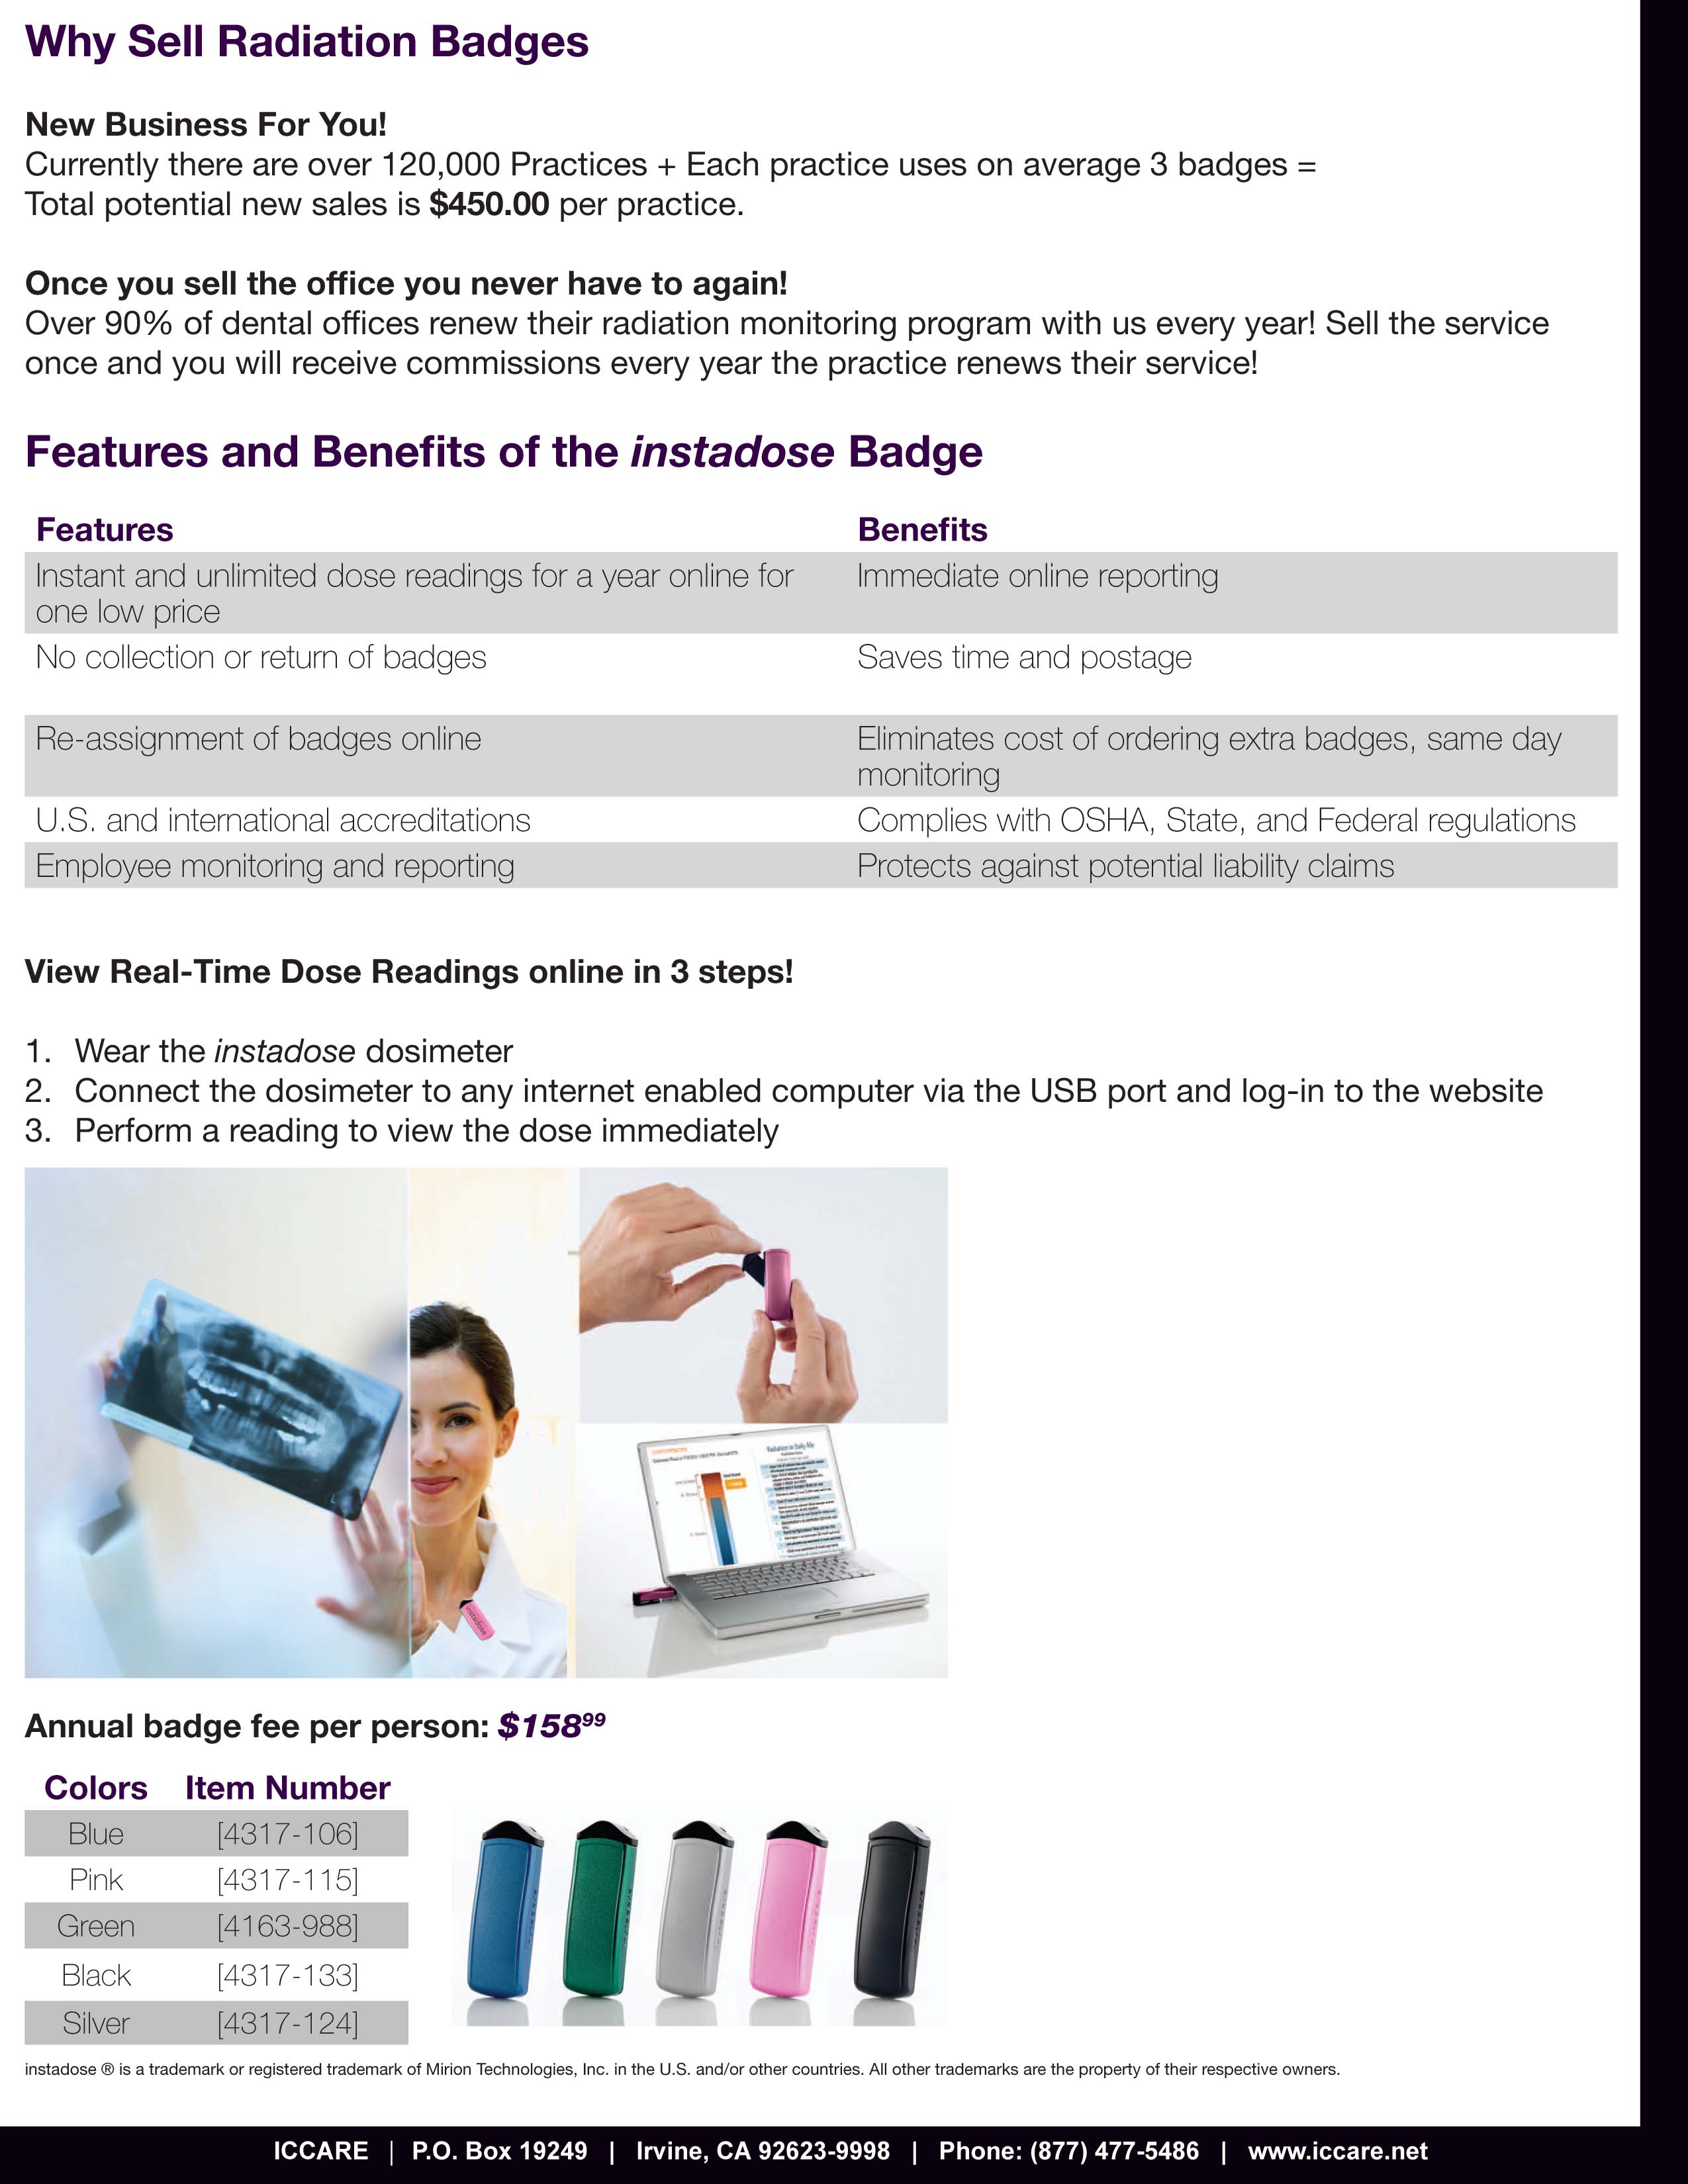 Why Sell Radiation Badges
New Business For You!
Currently there are over 120,000 Practices + Each practice uses on average 3 badges =
Total potential new sales is $450.00 per practice.
Once you sell the office you never have to again!
Over 90% of dental offices renew their radiation monitoring program with us every year! Sell the service
once and you will receive commissions every year the practice renews their service!
Features and Benefits of the instadose Badge
Features Benefits
Instant and unlimited dose readings for a year online for Immediate online reporting
one low price
No collection or return of badges Saves time and postage
Re-assignment of badges online Eliminates cost of ordering extra badges, same day
monitoring
U.S. and international accreditations Complies with OSHA, State, and Federal regulations
Employee monitoring and reporting Protects against potential liability claims
View Real-Time Dose Readings online in 3 steps!
1. Wear the instadose dosimeter
2. Connect the dosimeter to any internet enabled computer via the USB port and log-in to the website
3. Perform a reading to view the dose immediately
Radiation in Daily life
instadose
Annual badge fee per person: $158⁹⁹
Colors Item Number
Blue [4317-106]
Pink [4317-115]
Green [4163-988]
Black [4317-133]
Silver [4317-124]
instadose ® is a trademark or registered trademark of Mirion Technologies, Inc. in the U.S. and/or other countries. All other trademarks are the property of their respective owners.
ICCARE | P.O. Box 19249 | Irvine, CA 92623-9998 | Phone: (877) 477-5486 | www.iccare.net